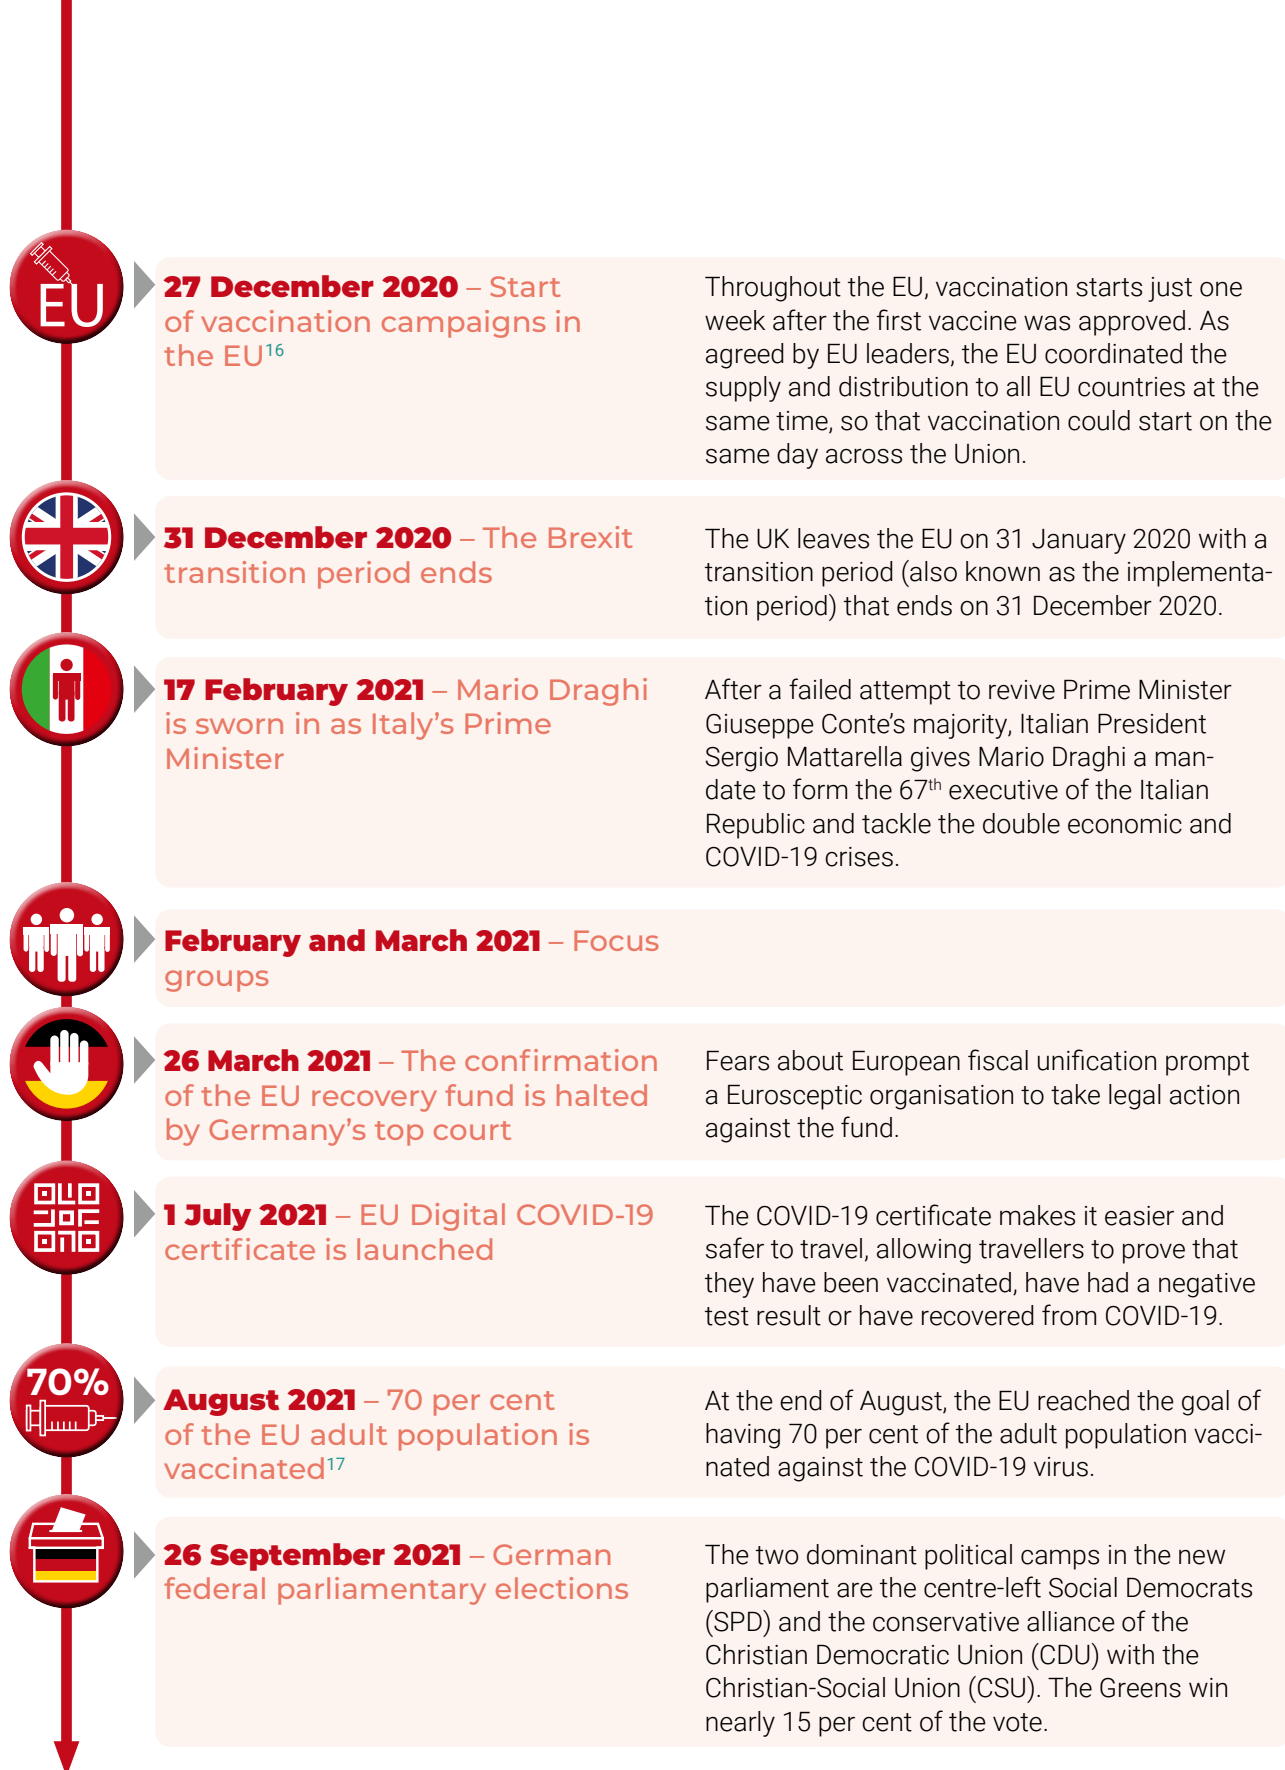 EU
27 December 2020 – Start
of vaccination campaigns in
the EU16
Throughout the EU, vaccination starts just one
week after the first vaccine was approved. As
agreed by EU leaders, the EU coordinated the
supply and distribution to all EU countries at the
same time, so that vaccination could start on the
same day across the Union.
31 December 2020 – The Brexit
transition period ends
The UK leaves the EU on 31 January 2020 with a
transition period (also known as the implementa-
tion period) that ends on 31 December 2020.
17 February 2021 – Mario Draghi
is sworn in as Italy’s Prime
Minister
After a failed attempt to revive Prime Minister
Giuseppe Conte’s majority, Italian President
Sergio Mattarella gives Mario Draghi a man-
date to form the 67th executive of the Italian
Republic and tackle the double economic and
COVID-19 crises.
February and March 2021 – Focus
groups
26 March 2021 – The confirmation
of the EU recovery fund is halted
by Germany’s top court
Fears about European fiscal unification prompt
a Eurosceptic organisation to take legal action
against the fund.
1 July 2021 – EU Digital COVID-19
certificate is launched
The COVID-19 certificate makes it easier and
safer to travel, allowing travellers to prove that
they have been vaccinated, have had a negative
test result or have recovered from COVID-19.
70%
August 2021 – 70 per cent
of the EU adult population is
vaccinated17
At the end of August, the EU reached the goal of
having 70 per cent of the adult population vacci-
nated against the COVID-19 virus.
26 September 2021 – German
federal parliamentary elections
The two dominant political camps in the new
parliament are the centre-left Social Democrats
(SPD) and the conservative alliance of the
Christian Democratic Union (CDU) with the
Christian-Social Union (CSU). The Greens win
nearly 15 per cent of the vote.